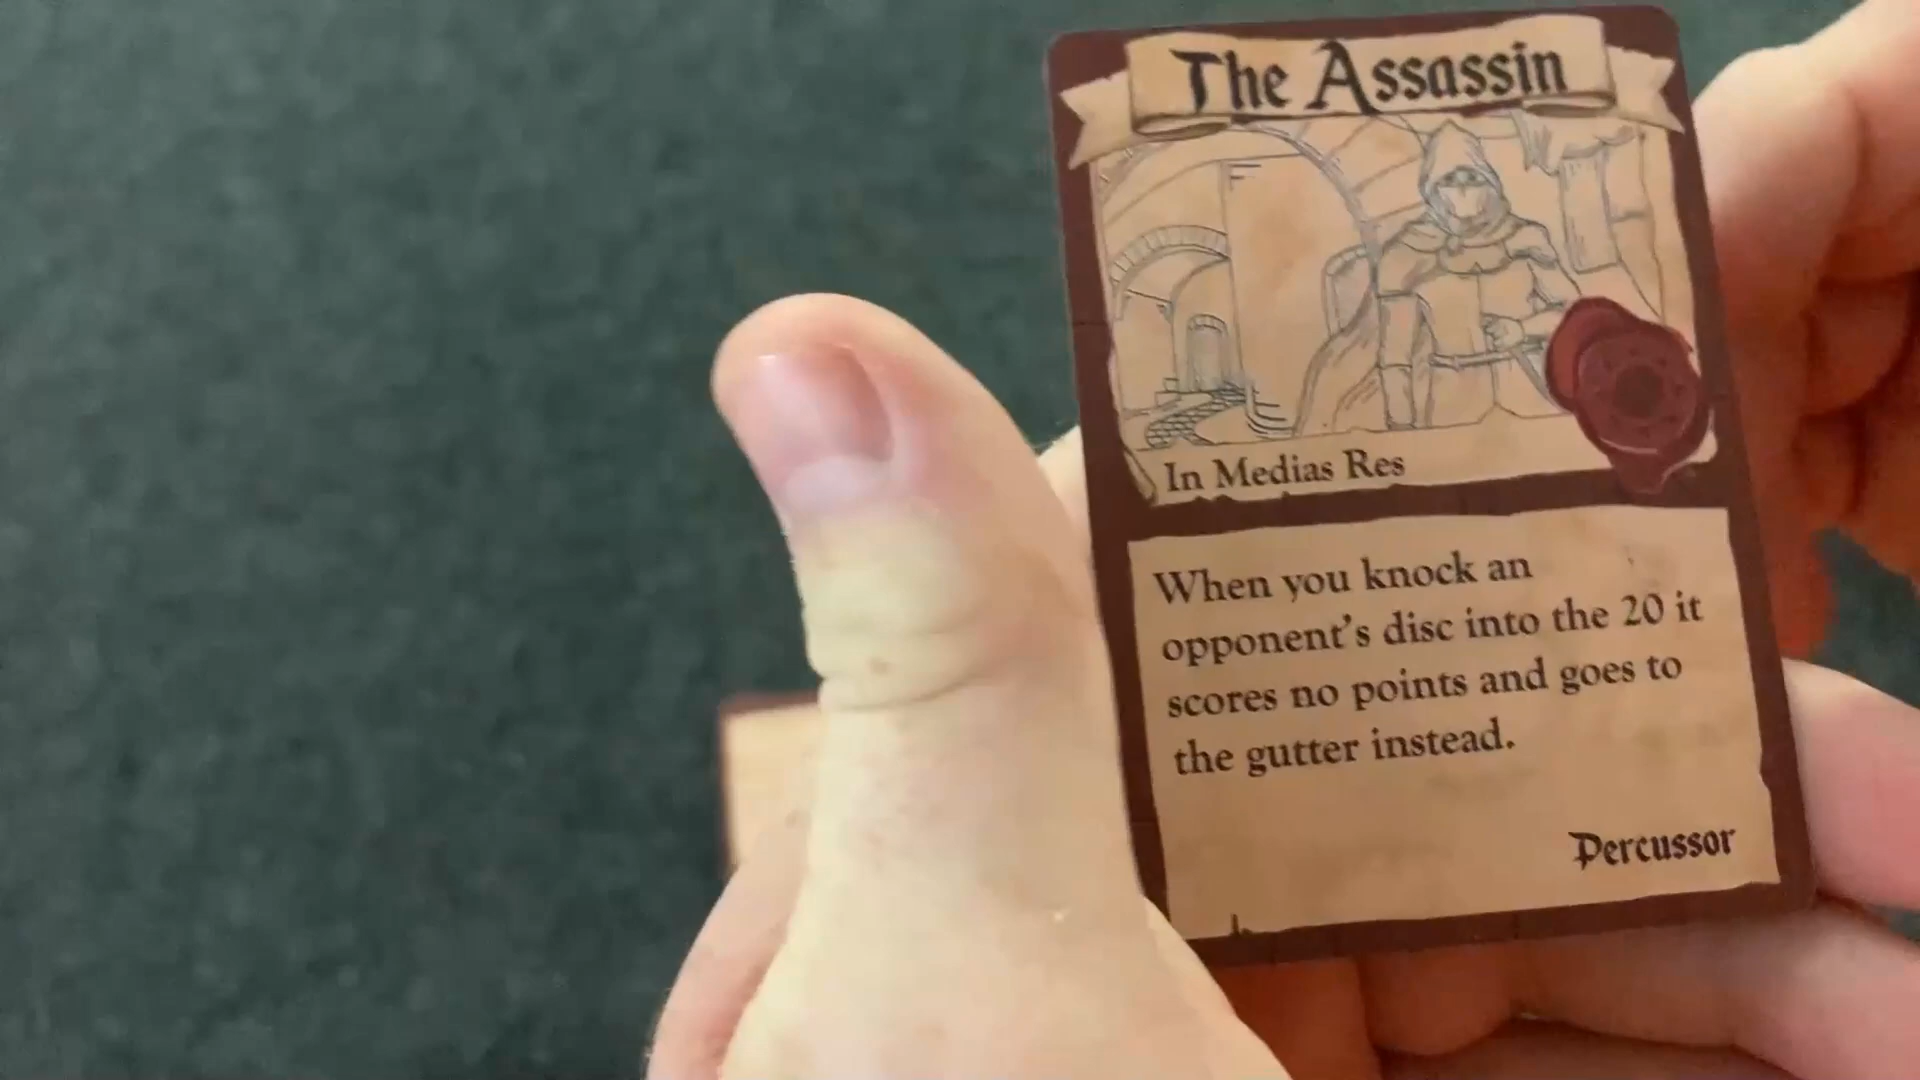 The Assassin
In Medias Res
When you knock an
opponent's disc into the 20 it
scores no points and goes to
the gutter instead.
Percussor